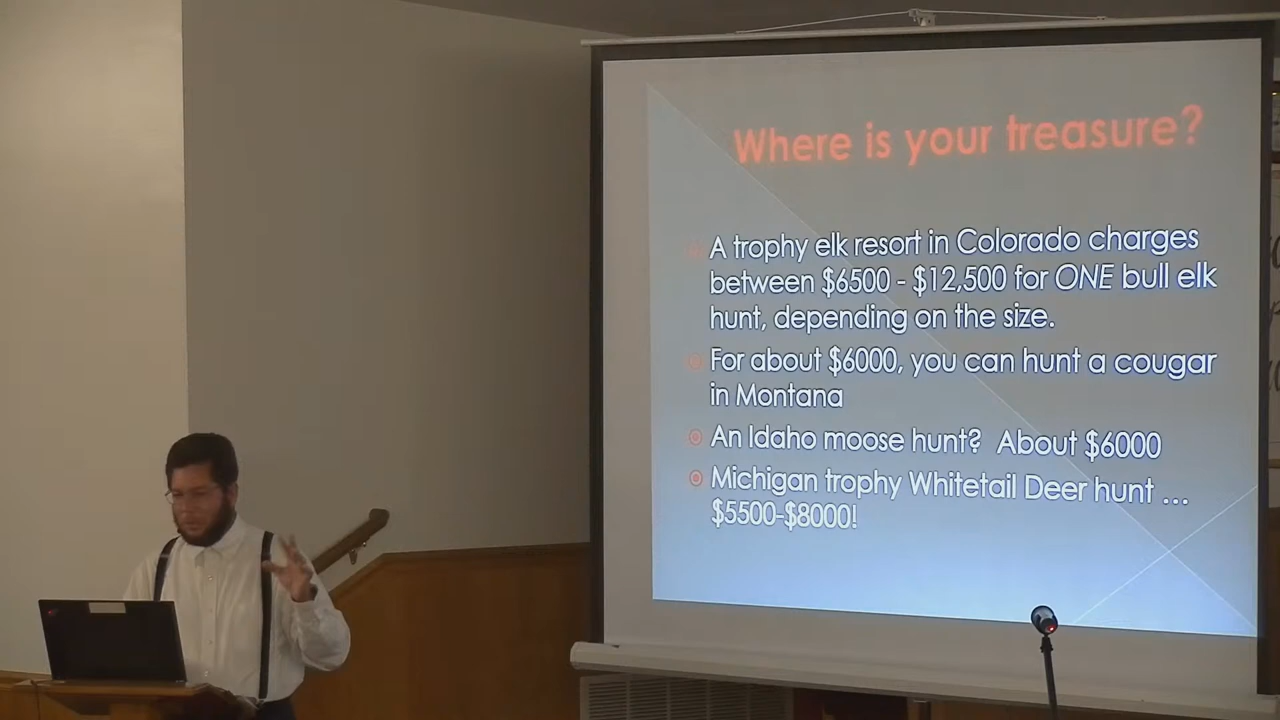 Where is your treasure?
A trophy elk resort in Colorado charges
between $6500 - $12,500 for ONE bull elk
hunt, depending on the size.
For about $6000, you can hunt a cougar
in Montana
An Idaho moose hunt? About $6000
Michigan trophy Whitetail Deer hunt ...
$5500-$8000!